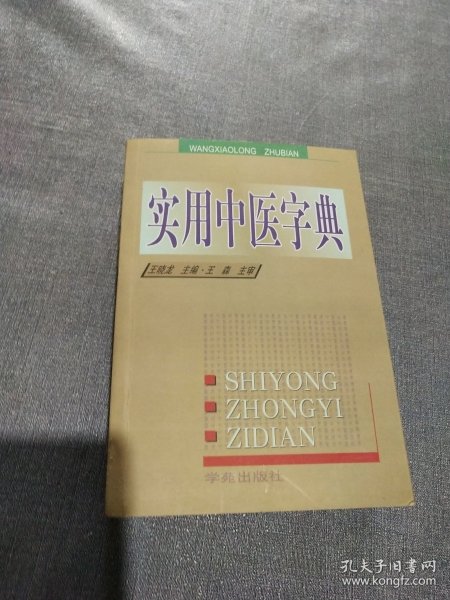 WANGXIAOLONG ZHUBIAN
实用中医字典
王晓龙 主编·王 森 主审
SHIYONG
ZHONGYI
ZIDIAN
学苑出版社
孔夫子旧书网
www.kongfz.com